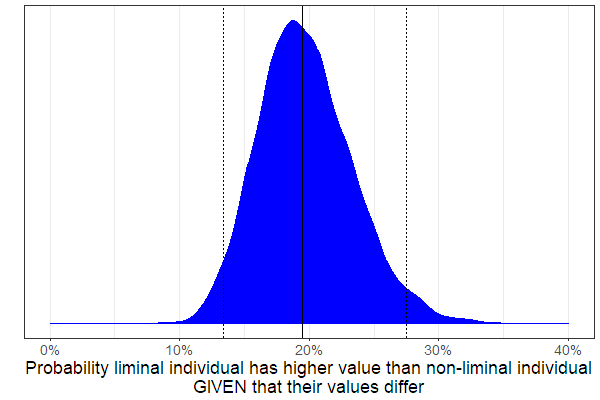 0% 10% 20% 30% 40%
Probability liminal individual has higher value than non-liminal individual
GIVEN that their values differ